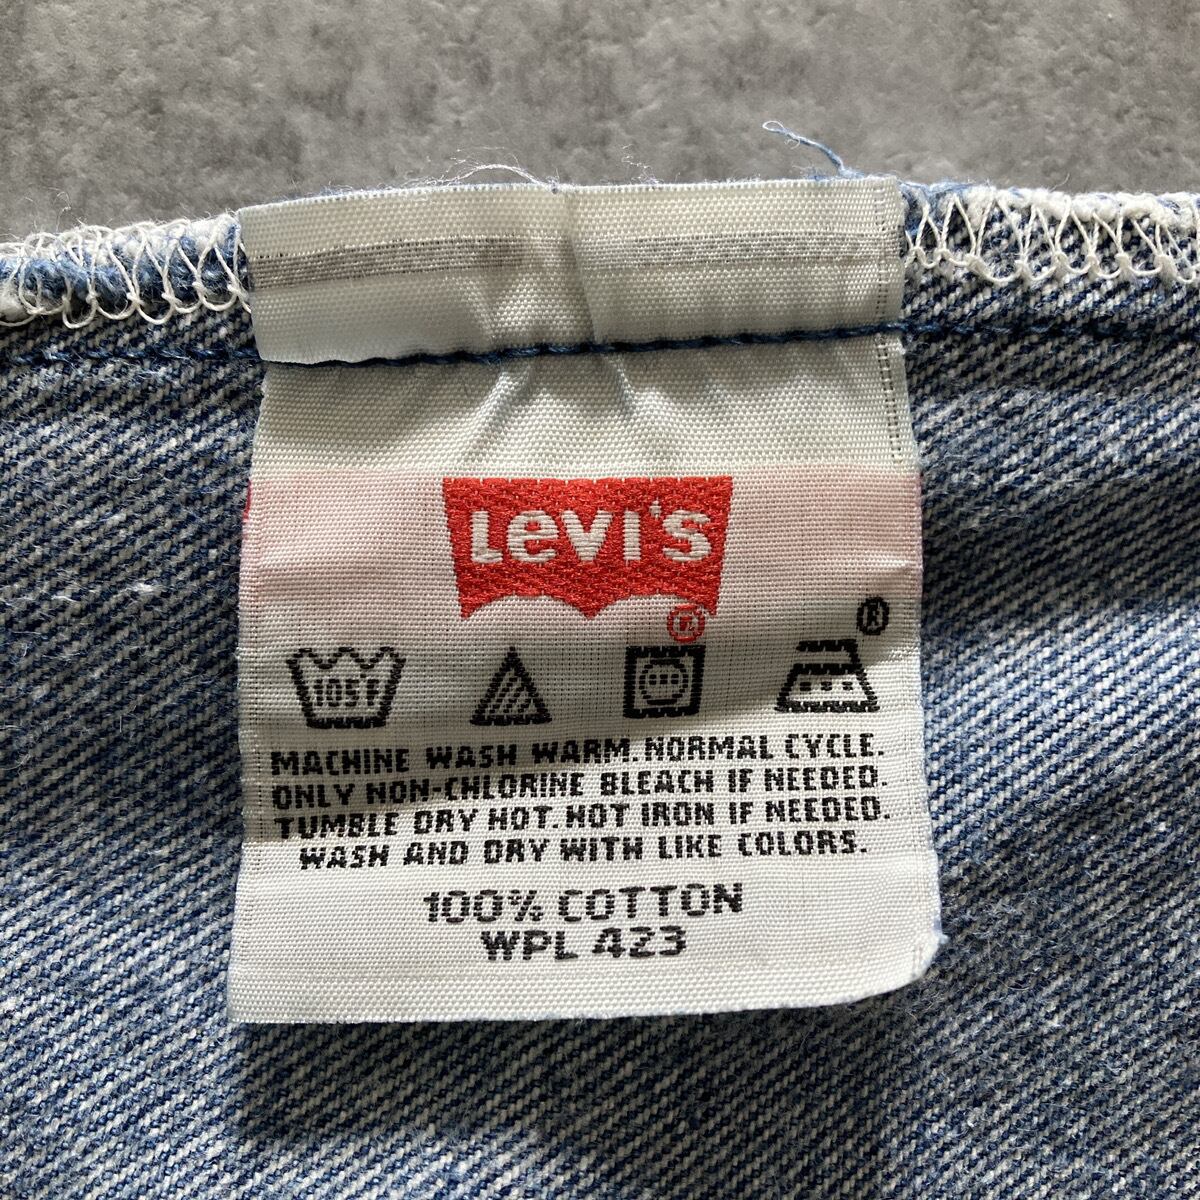 Levi's
®
105°F
MACHINE WASH WARM. NORMAL CYCLE.
ONLY NON-CHLORINE BLEACH IF NEEDED.
TUMBLE DRY HOT. HOT IRON IF NEEDED.
WASH AND DRY WITH LIKE COLORS.
100% COTTON
WPL 423